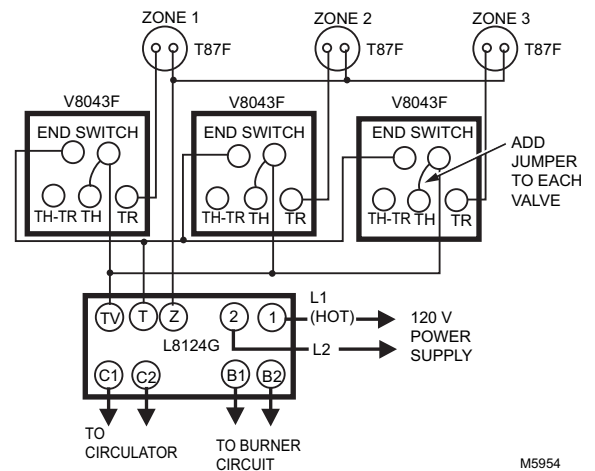 ZONE 1
ZONE 2
ZONE 3
T87F
T87F
T87F
V8043F
V8043F
V8043F
END SWITCH
END SWITCH
END SWITCH
ADD
JUMPER
TO EACH
VALVE
TH-TR TH TR
TH-TR TH TR
TH-TR TH TR
TV T Z 2 1
L1
(HOT)
120 V
POWER
SUPPLY
L8124G
L2
C1 C2 B1 B2
TO
CIRCULATOR
TO BURNER
CIRCUIT
M5954